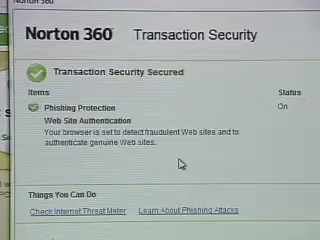 Norton 360
Norton 360 Transaction Security
Transaction Security Secured
Items Status
Phishing Protection On
Web Site Authentication
Your browser is set to detect fraudulent Web sites and to
authenticate genuine Web sites.
Things You Can Do
Check Internet Threat Meter Learn About Phishing Attacks